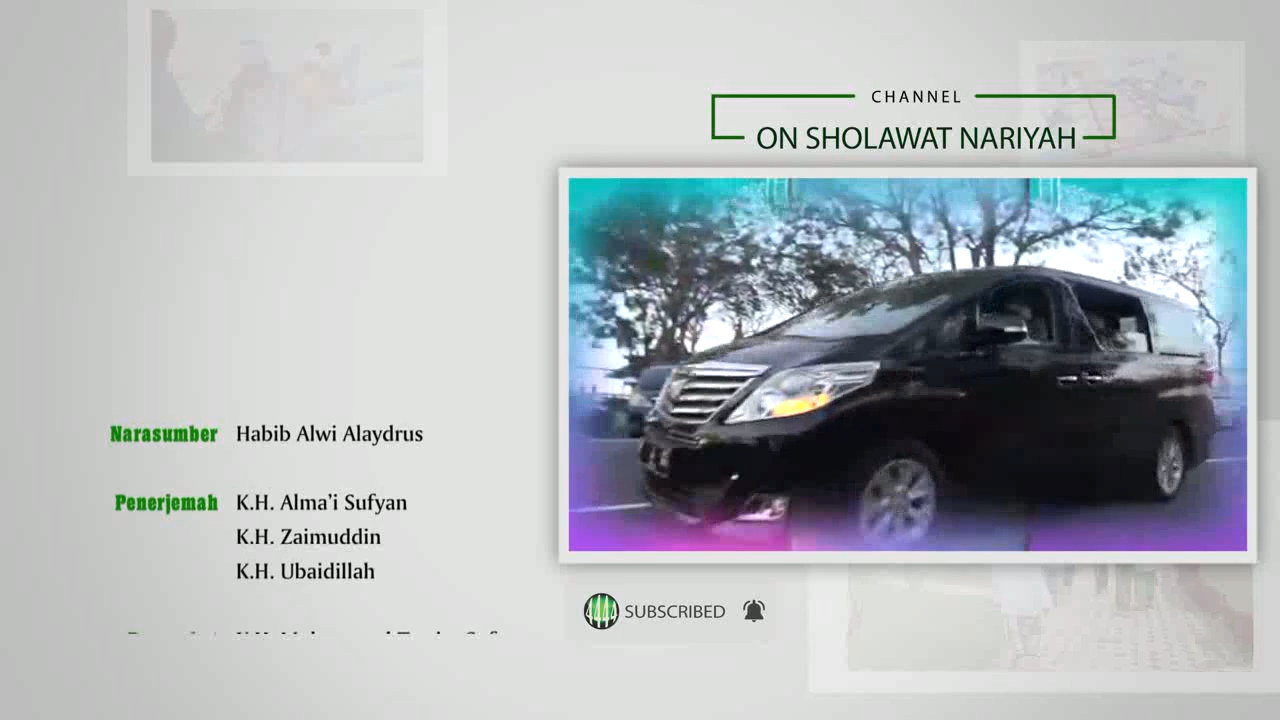 CHANNEL
ON SHOLAWAT NARIYAH
Narasumber Habib Alwi Alaydrus
Penerjemah K.H. Alma'i Sufyan
K.H. Zaimuddin
K.H. Ubaidillah
SUBSCRIBED